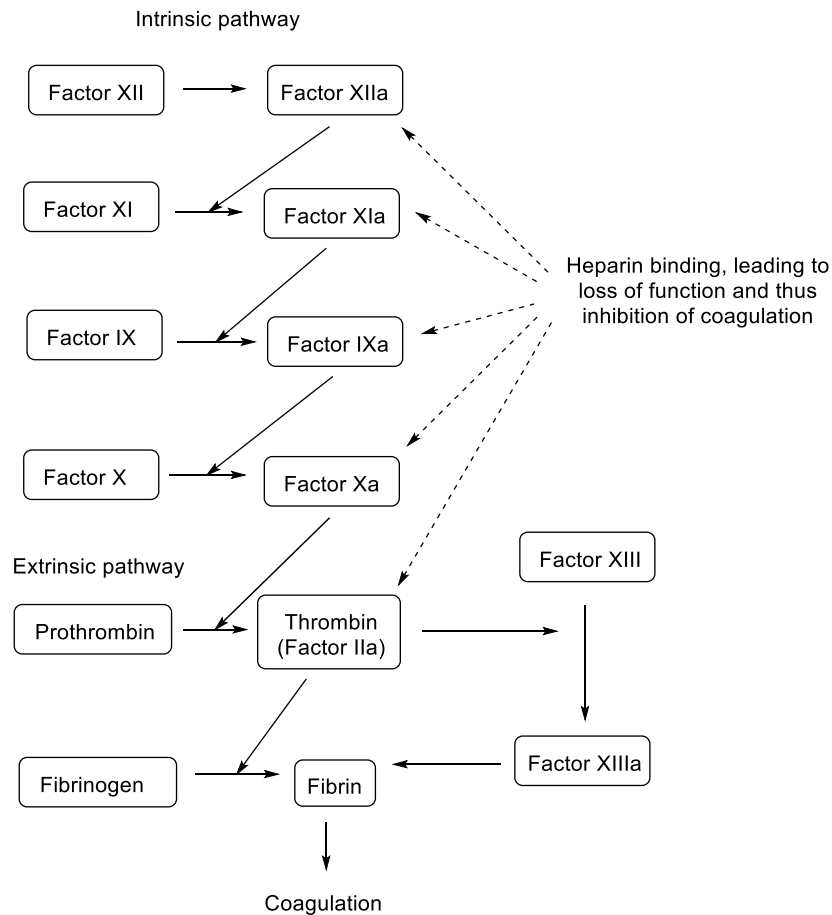 Intrinsic pathway
Factor XII
Factor XIIa
Factor XI
Factor XIa
Heparin binding, leading to
loss of function and thus
inhibition of coagulation
Factor IX
Factor IXa
Factor X
Factor Xa
Factor XIII
Extrinsic pathway
Prothrombin
Thrombin
(Factor IIa)
Fibrinogen
Fibrin
Factor XIIIa
Coagulation